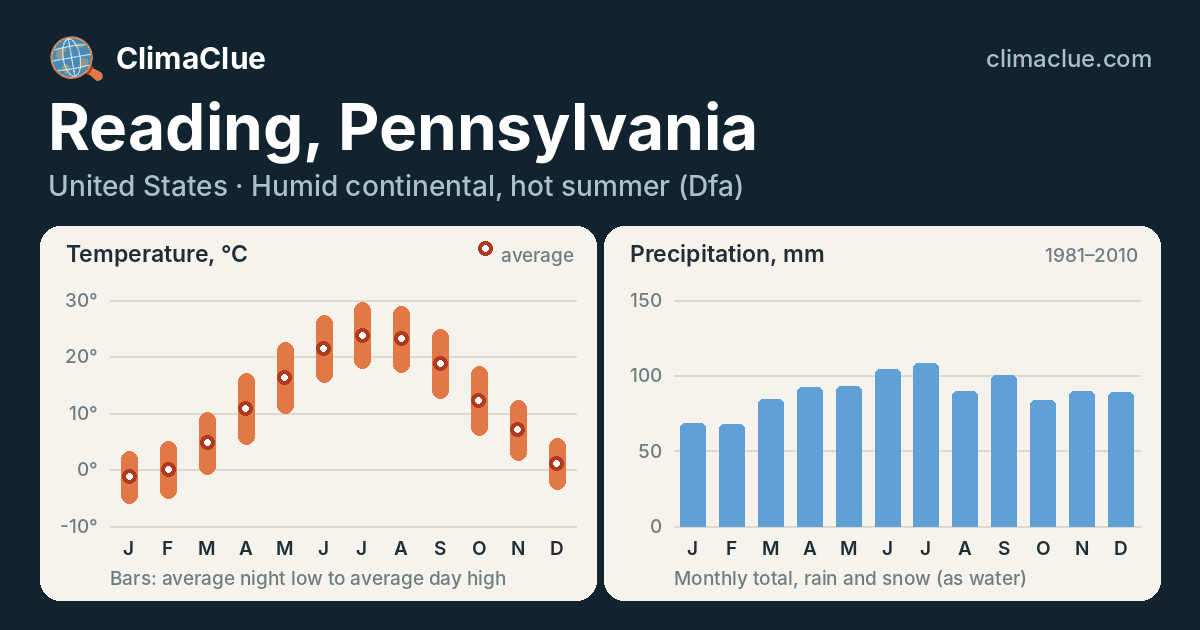 ClimaClue
climaclue.com
Reading, Pennsylvania
United States · Humid continental, hot summer (Dfa)
Temperature, °C
average
30°
20°
10°
0°
-10°
J F M A M J J A S O N D
Bars: average night low to average day high
Precipitation, mm
1981–2010
150
100
50
0
J F M A M J J A S O N D
Monthly total, rain and snow (as water)